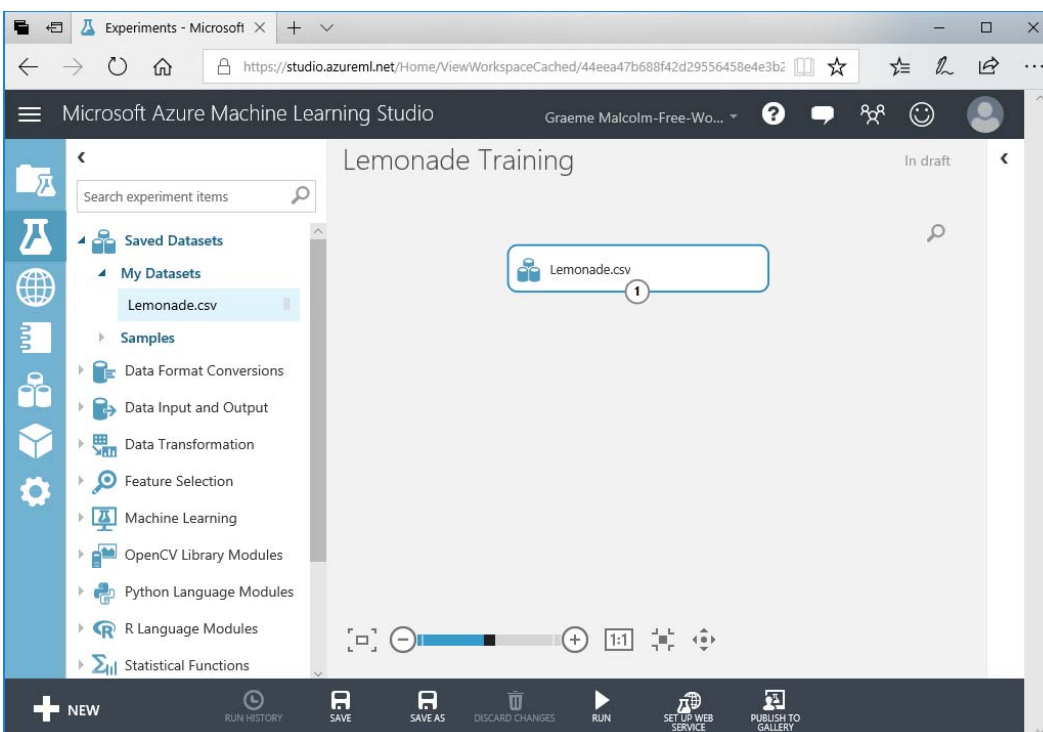 Experiments - Microsoft
https://studio.azureml.net/Home/ViewWorkspaceCached/44eea47b688f42d29556458e4e3b2
Microsoft Azure Machine Learning Studio
Graeme Malcolm-Free-Wo...
?
Search experiment items
Saved Datasets
My Datasets
Lemonade.csv
Samples
Data Format Conversions
Data Input and Output
Data Transformation
Feature Selection
Machine Learning
OpenCV Library Modules
Python Language Modules
R Language Modules
Statistical Functions
Lemonade Training
In draft
Lemonade.csv
1
1:1
NEW
RUN HISTORY
SAVE
SAVE AS
DISCARD CHANGES
RUN
SET UP WEB
SERVICE
PUBLISH TO
GALLERY